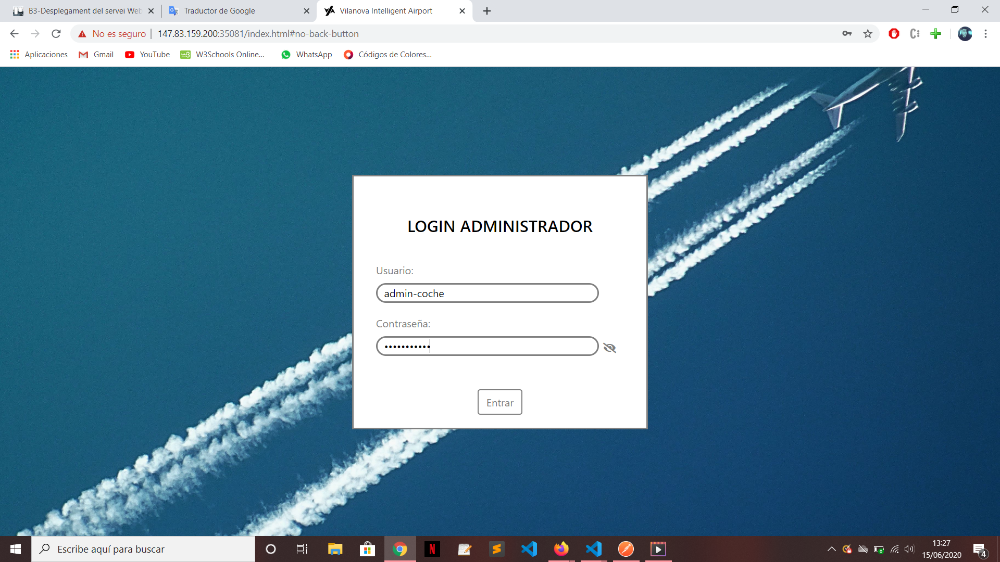 B3-Desplegament del servei Web
Traductor de Google
Vilanova Intelligent Airport
No es seguro
147.83.159.200:35081/index.html#no-back-button
Aplicaciones
Gmail
YouTube
W3Schools Online...
WhatsApp
Códigos de Colores...
LOGIN ADMINISTRADOR
Usuario:
admin-coche
Contraseña:
•••••••••••
Entrar
Escribe aquí para buscar
13:27
15/06/2020
4